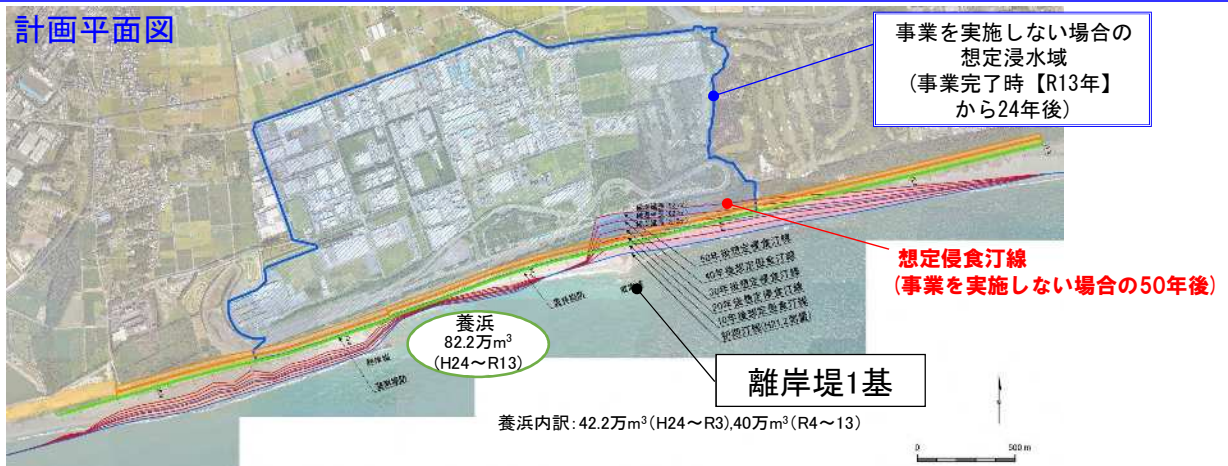 計画平面図
事業を実施しない場合の
想定浸水域
(事業完了時【R13年】
から24年後)
50年後想定侵食汀線
40年後想定侵食汀線
30年後想定侵食汀線
20年後想定侵食汀線
10年後想定侵食汀線
想定侵食汀線
(事業を実施しない場合の50年後)
養浜
82.2万m³
(H24～R13)
離岸堤1基
養浜内訳：42.2万m³(H24～R3),40万m³(R4～13)
0 500 m